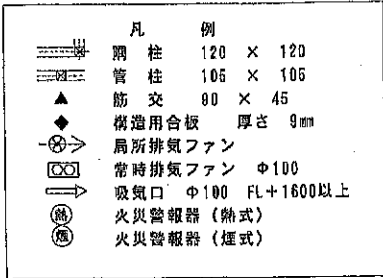 凡 例
通 柱 120 × 120
管 柱 105 × 105
筋 交 90 × 45
構造用合板 厚さ 9mm
局所排気ファン
常時排気ファン Φ100
吸気口 Φ100 FL+1600以上
熱 火災警報器 (熱式)
煙 火災警報器 (煙式)